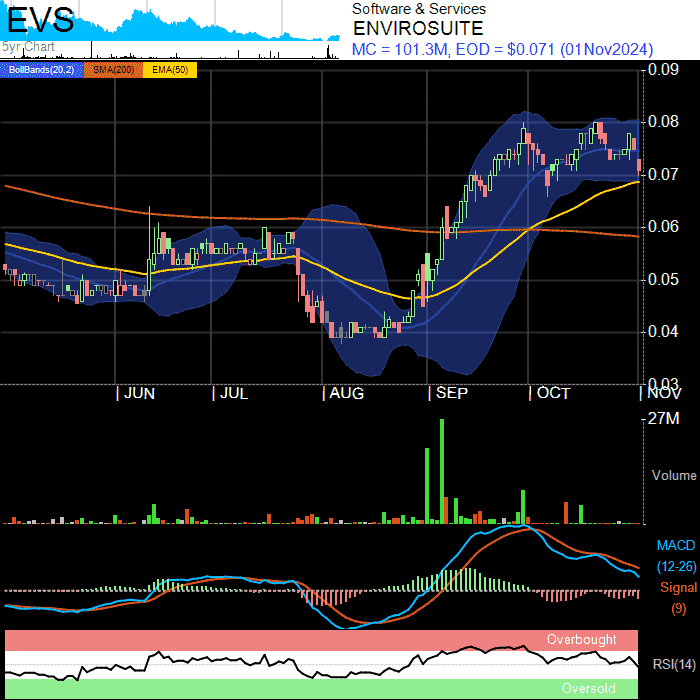 EVS
5yr Chart
Software & Services
ENVIROSUITE
MC = 101.3M, EOD = $0.071 (01Nov2024)
BollBands(20,2) SMA(200) EMA(50)
0.09
0.08
0.07
0.06
0.05
0.04
0.03
JUN JUL AUG SEP OCT NOV
27M
Volume
MACD
(12-26)
Signal
(9)
Overbought
RSI(14)
Oversold